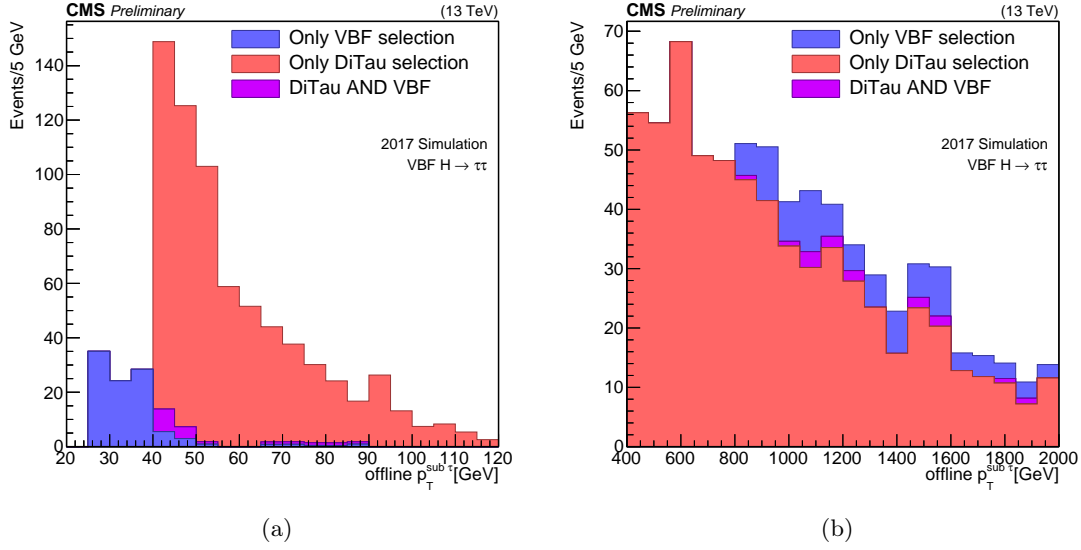 CMS Preliminary (13 TeV)
Events/5 GeV
Only VBF selection
Only DiTau selection
DiTau AND VBF
2017 Simulation
VBF H → ττ
140
120
100
80
60
40
20
0
20 30 40 50 60 70 80 90 100 110 120
offline p_T^{sub τ}[GeV]
(a)
CMS Preliminary (13 TeV)
Events/5 GeV
Only VBF selection
Only DiTau selection
DiTau AND VBF
2017 Simulation
VBF H → ττ
70
60
50
40
30
20
10
0
400 600 800 1000 1200 1400 1600 1800 2000
offline p_T^{sub τ}[GeV]
(b)